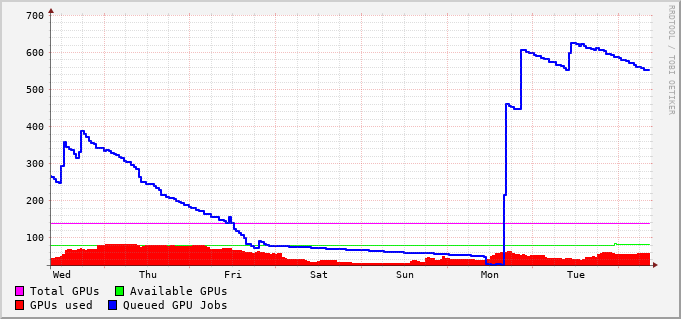 700
600
500
400
300
200
100
Wed Thu Fri Sat Sun Mon Tue
Total GPUs Available GPUs
GPUs used Queued GPU Jobs
RRDTOOL / TOBI OETIKER